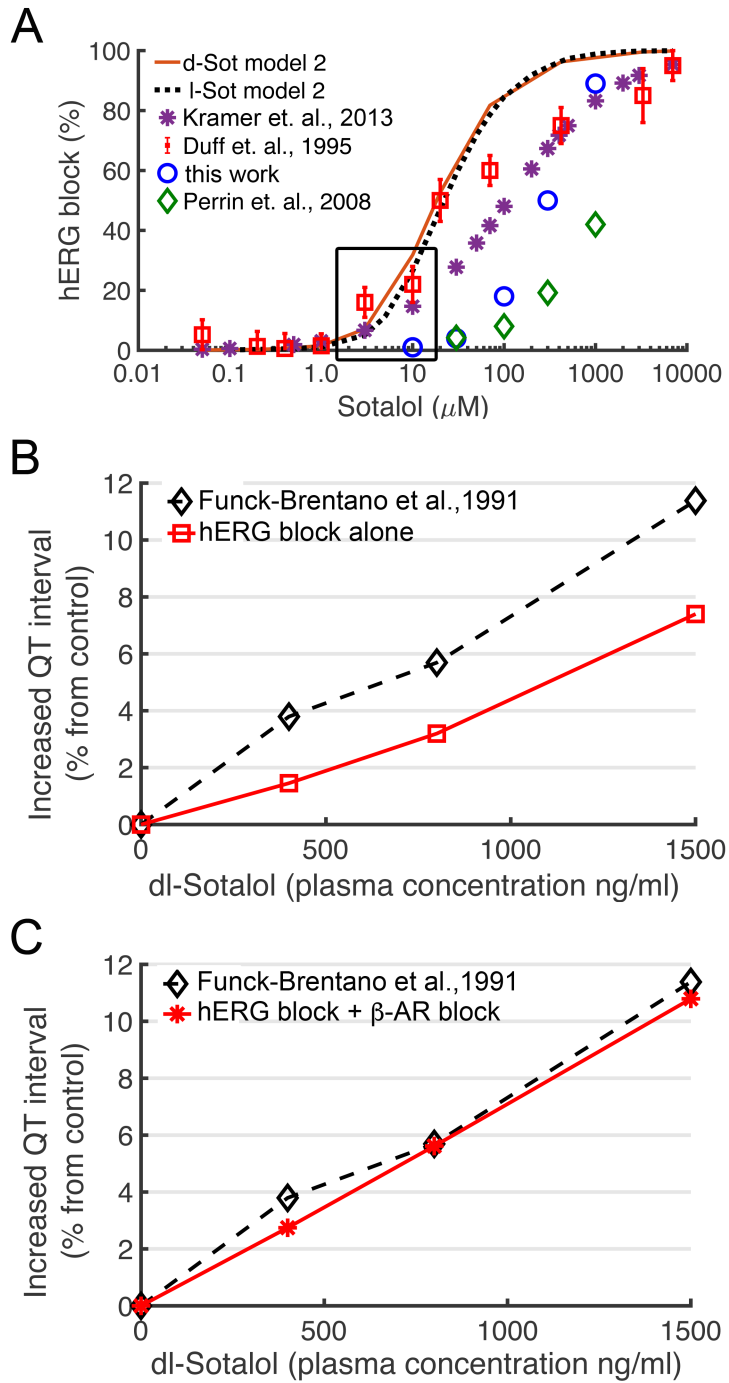 A
hERG block (%)
100
80
60
40
20
0
d-Sot model 2
l-Sot model 2
Kramer et. al., 2013
Duff et. al., 1995
this work
Perrin et. al., 2008
0.01 0.1 1.0 10 100 1000 10000
Sotalol (μM)
B
Increased QT interval
(% from control)
12
10
8
6
4
2
0
Funck-Brentano et al.,1991
hERG block alone
0 500 1000 1500
dl-Sotalol (plasma concentration ng/ml)
C
Increased QT interval
(% from control)
12
10
8
6
4
2
0
Funck-Brentano et al.,1991
hERG block + β-AR block
0 500 1000 1500
dl-Sotalol (plasma concentration ng/ml)